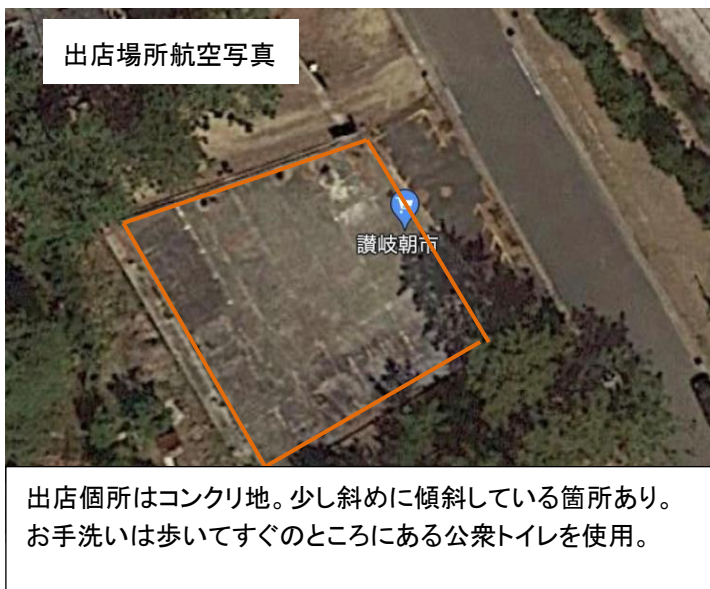 出店場所航空写真
讃岐朝市
出店個所はコンクリ地。少し斜めに傾斜している箇所あり。
お手洗いは歩いてすぐのところにある公衆トイレを使用。